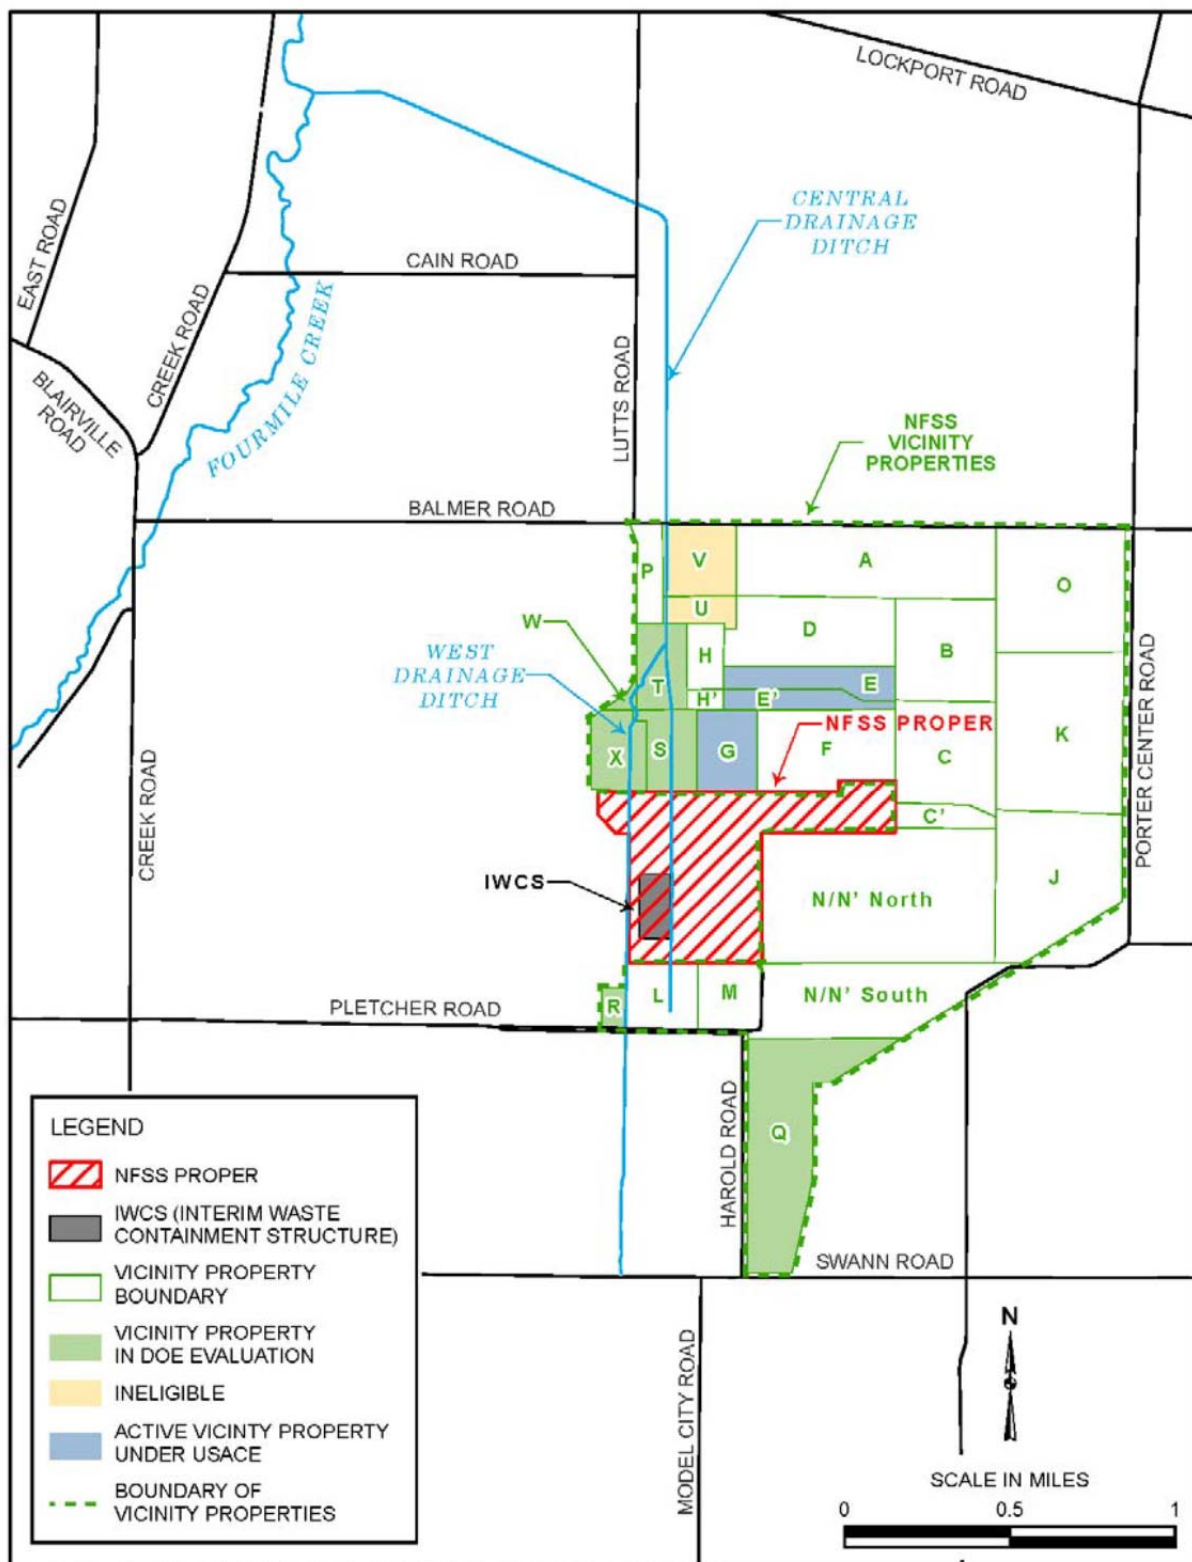 LOCKPORT ROAD
EAST ROAD
CREEK ROAD
BLAIRVILLE
ROAD
FOURMILE CREEK
CAIN ROAD
LUTTS ROAD
CENTRAL
DRAINAGE
DITCH
NFSS
VICINITY
PROPERTIES
BALMER ROAD
P
V
A
O
U
W
D
B
WEST
DRAINAGE
DITCH
H
T
E
H'
E'
NFSS PROPER
X
S
G
F
C
K
C'
PORTER CENTER ROAD
CREEK ROAD
IWCS
N/N' North
J
PLETCHER ROAD
R
L
M
N/N' South
HAROLD ROAD
Q
SWANN ROAD
MODEL CITY ROAD
LEGEND
NFSS PROPER
IWCS (INTERIM WASTE
CONTAINMENT STRUCTURE)
VICINITY PROPERTY
BOUNDARY
VICINITY PROPERTY
IN DOE EVALUATION
INELIGIBLE
ACTIVE VICINTY PROPERTY
UNDER USACE
BOUNDARY OF
VICINITY PROPERTIES
N
SCALE IN MILES
0 0.5 1